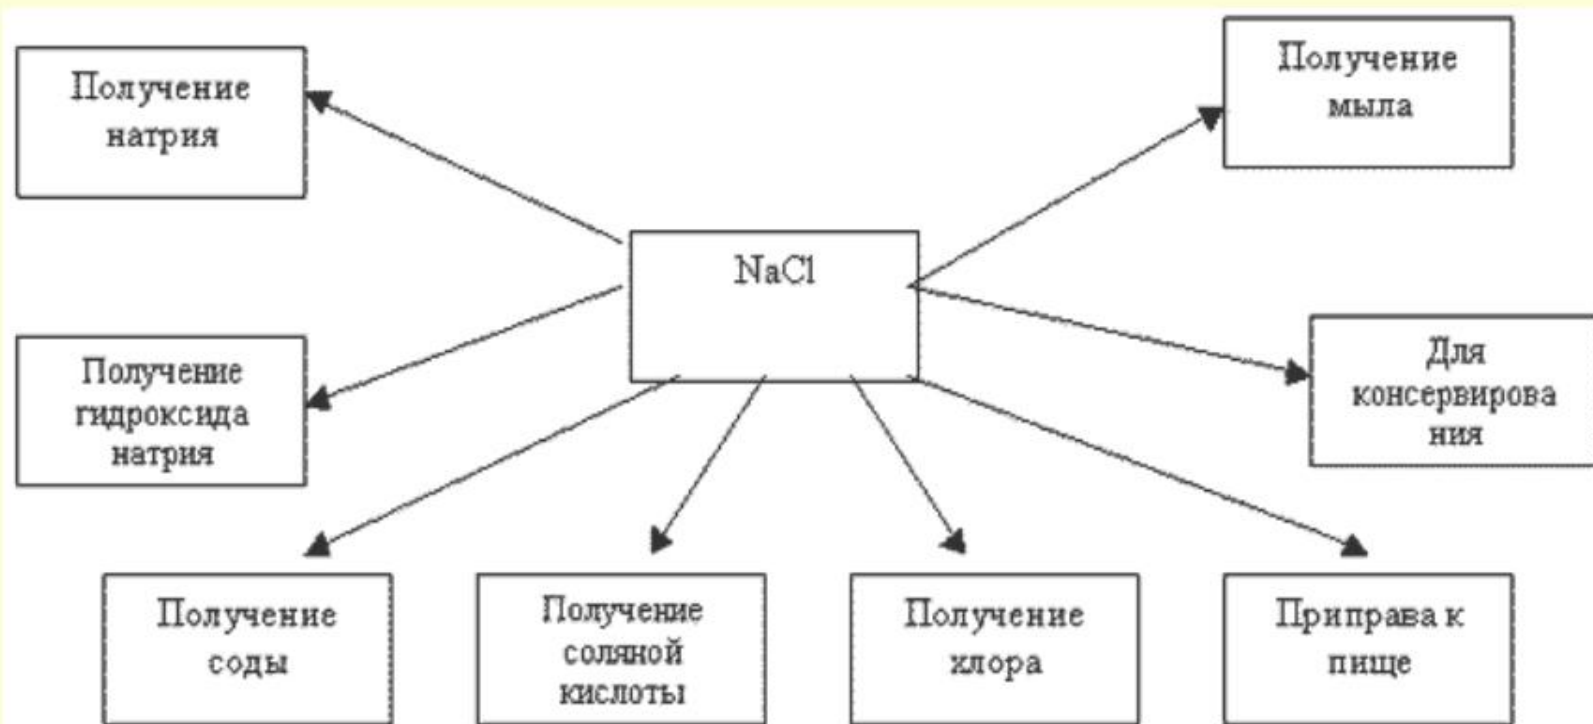 Получение
натрия
Получение
мыла
NaCl
Получение
гидроксида
натрия
Для
консервирова
ния
Получение
соды
Получение
соляной
кислоты
Получение
хлора
Приправа к
пище